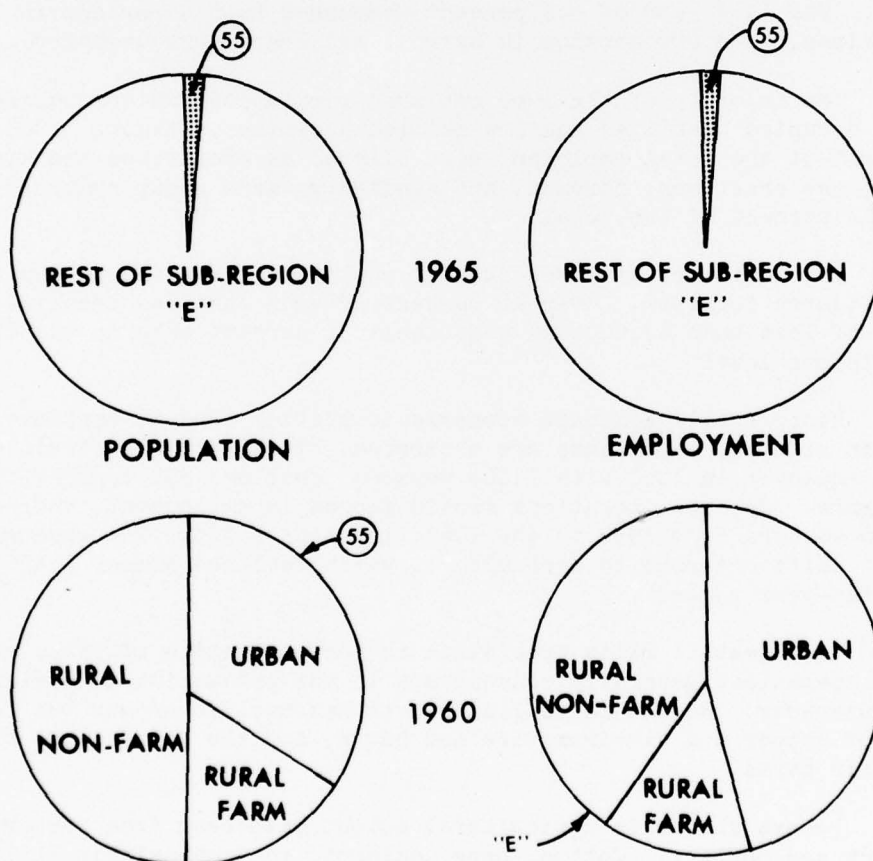 55
55
REST OF SUB-REGION
"E"
1965
REST OF SUB-REGION
"E"
POPULATION
EMPLOYMENT
55
URBAN
RURAL
NON-FARM
RURAL
FARM
1960
URBAN
RURAL
NON-FARM
RURAL
FARM
"E"